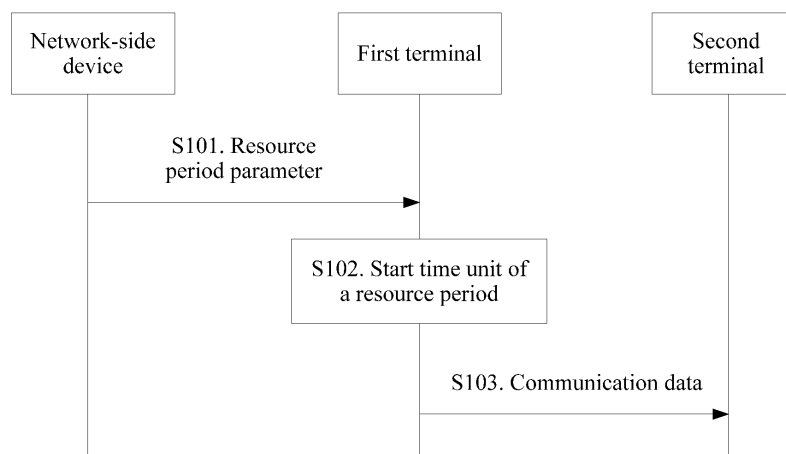 Network-side
device
First terminal
Second
terminal
S101. Resource
period parameter
S102. Start time unit of
a resource period
S103. Communication data